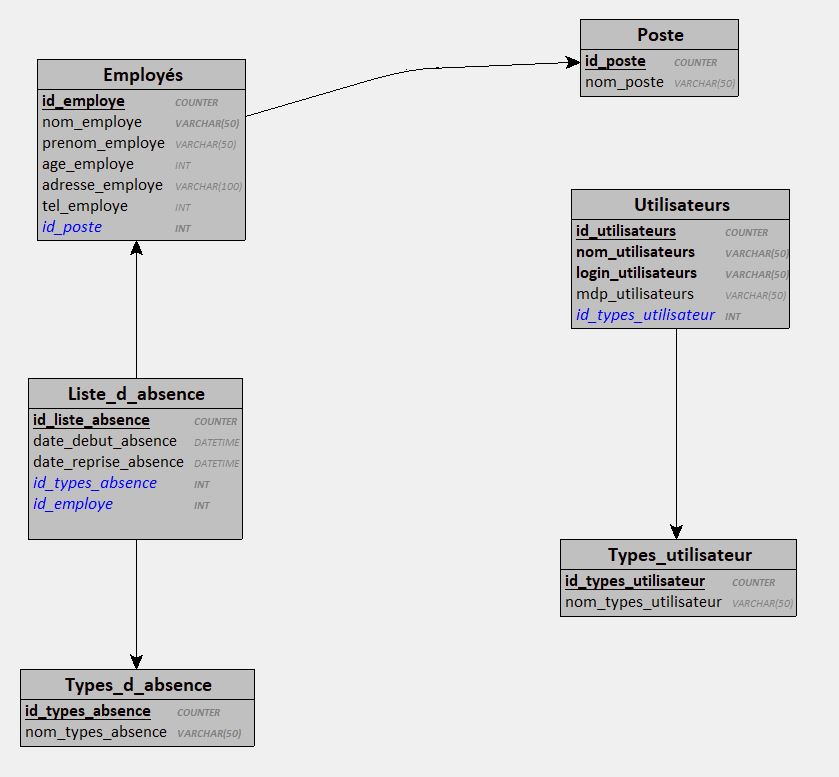 Employés
id_employe COUNTER
nom_employe VARCHAR(50)
prenom_employe VARCHAR(50)
age_employe INT
adresse_employe VARCHAR(100)
tel_employe INT
id_poste INT
Poste
id_poste COUNTER
nom_poste VARCHAR(50)
Utilisateurs
id_utilisateurs COUNTER
nom_utilisateurs VARCHAR(50)
login_utilisateurs VARCHAR(50)
mdp_utilisateurs VARCHAR(50)
id_types_utilisateur INT
Liste_d_absence
id_liste_absence COUNTER
date_debut_absence DATETIME
date_reprise_absence DATETIME
id_types_absence INT
id_employe INT
Types_utilisateur
id_types_utilisateur COUNTER
nom_types_utilisateur VARCHAR(50)
Types_d_absence
id_types_absence COUNTER
nom_types_absence VARCHAR(50)